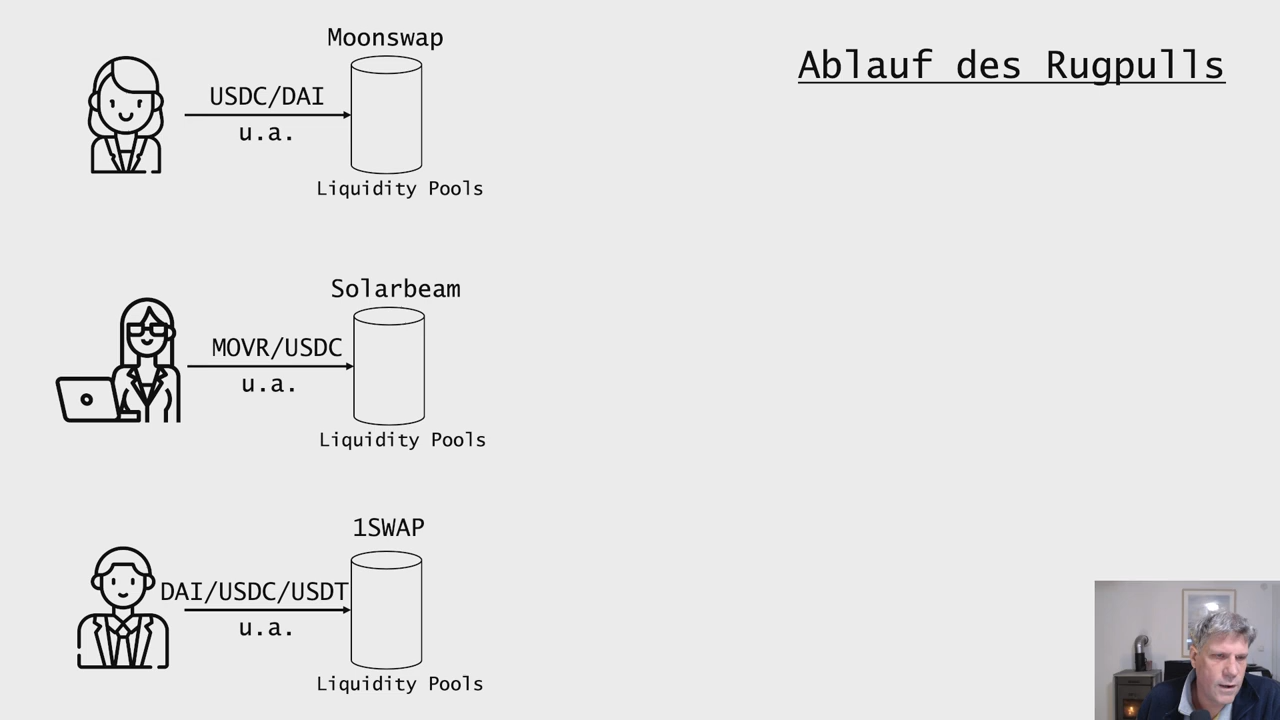 Ablauf des Rugpulls
Moonswap
USDC/DAI
u.a.
Liquidity Pools
Solarbeam
MOVR/USDC
u.a.
Liquidity Pools
1SWAP
DAI/USDC/USDT
u.a.
Liquidity Pools